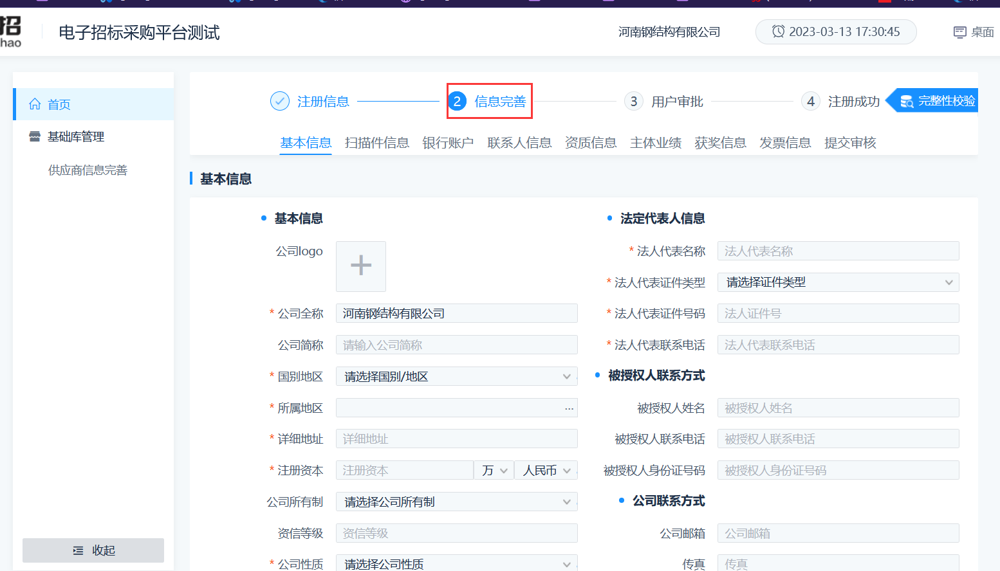 招
hao
电子招标采购平台测试
河南钢结构有限公司
2023-03-13 17:30:45
桌面
首页
基础库管理
供应商信息完善
收起
注册信息
2 信息完善
3 用户审批
4 注册成功
完整性校验
基本信息 扫描件信息 银行账户 联系人信息 资质信息 主体业绩 获奖信息 发票信息 提交审核
基本信息
基本信息
公司logo
* 公司全称 河南钢结构有限公司
公司简称 请输入公司简称
* 国别地区 请选择国别/地区
* 所属地区 ...
* 详细地址 详细地址
* 注册资本 注册资本 万 人民币
公司所有制 请选择公司所有制
资信等级 资信等级
* 公司性质 请选择公司性质
法定代表人信息
* 法人代表名称 法人代表名称
* 法人代表证件类型 请选择证件类型
* 法人代表证件号码 法人证件号
* 法人代表联系电话 法人代表联系电话
被授权人联系方式
被授权人姓名 被授权人姓名
被授权人联系电话 被授权人联系电话
被授权人身份证号码 被授权人身份证号码
公司联系方式
公司邮箱 公司邮箱
传真 传真